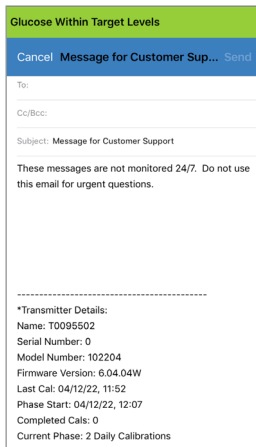 Glucose Within Target Levels
Cancel Message for Customer Sup... Send
To:
Cc/Bcc:
Subject: Message for Customer Support
These messages are not monitored 24/7. Do not use
this email for urgent questions.
-------------------------------------------
*Transmitter Details:
Name: T0095502
Serial Number: 0
Model Number: 102204
Firmware Version: 6.04.04W
Last Cal: 04/12/22, 11:52
Phase Start: 04/12/22, 12:07
Completed Cals: 0
Current Phase: 2 Daily Calibrations